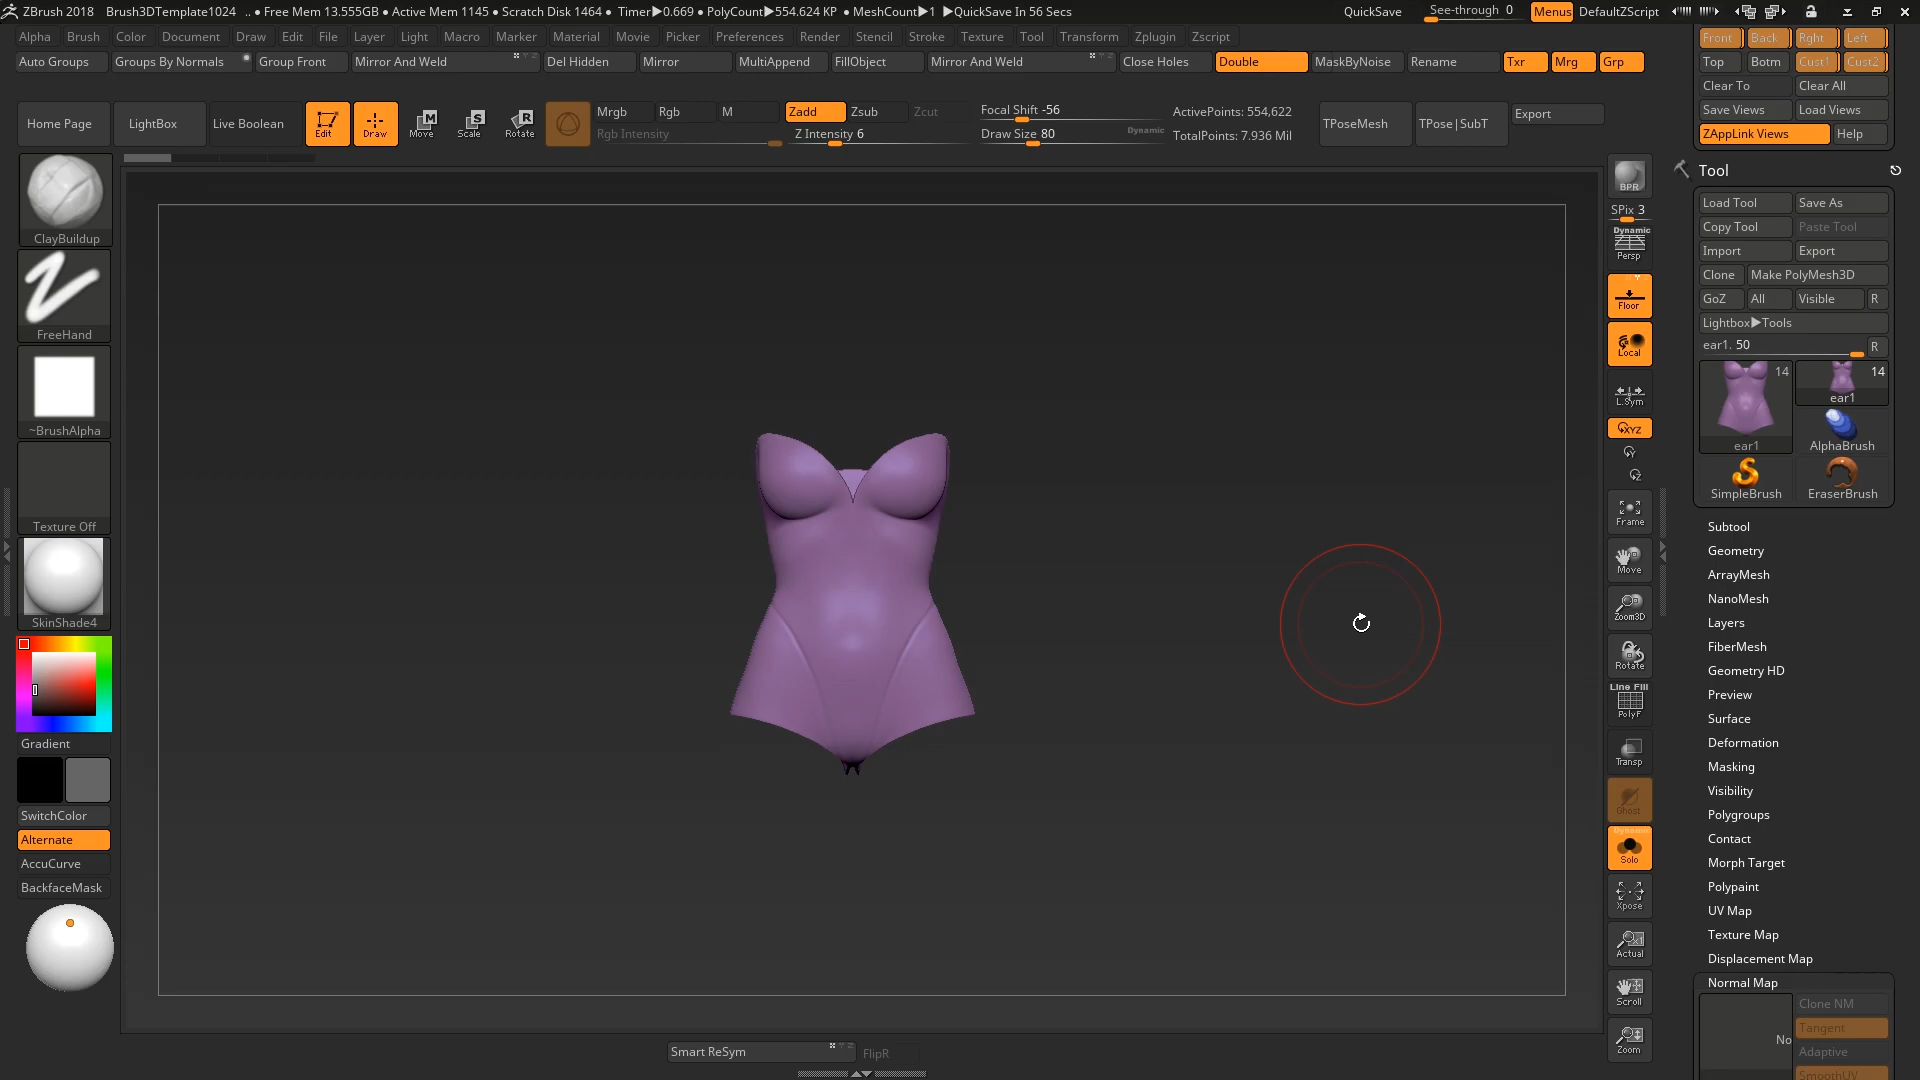 ZBrush 2018 Brush3DTemplate1024 .. • Free Mem 13.555GB • Active Mem 1145 • Scratch Disk 1464 • Timer▶0.669 • PolyCount▶554.624 KP • MeshCount▶1 ▶QuickSave In 56 Secs QuickSave See-through 0 Menus DefaultZScript
Alpha Brush Color Document Draw Edit File Layer Light Macro Marker Material Movie Picker Preferences Render Stencil Stroke Texture Tool Transform Zplugin Zscript
Auto Groups Groups By Normals Group Front Mirror And Weld Del Hidden Mirror MultiAppend FillObject Mirror And Weld Close Holes Double MaskByNoise Rename Txr Mrg Grp
Home Page LightBox Live Boolean Edit Draw Move Scale Rotate
Mrgb Rgb M Zadd Zsub Zcut Focal Shift -56 ActivePoints: 554,622 TPoseMesh TPose|SubT Export
Rgb Intensity Z Intensity 6 Draw Size 80 Dynamic TotalPoints: 7.936 Mil
ClayBuildup
FreeHand
~BrushAlpha
Texture Off
SkinShade4
Gradient
SwitchColor
Alternate
AccuCurve
BackfaceMask
Smart ReSym FlipR
BPR
SPix 3
Dynamic
Persp
Floor
Local
L.Sym
XYZ
Y
Z
Frame
Move
Zoom3D
Rotate
Line Fill
PolyF
Transp
Ghost
Dynamic
Solo
Xpose
Actual
Scroll
Zoom
Front Back Rght Left
Top Botm Cust1 Cust2
Clear To Clear All
Save Views Load Views
ZAppLink Views Help
Tool
Load Tool Save As
Copy Tool Paste Tool
Import Export
Clone Make PolyMesh3D
GoZ All Visible R
Lightbox▶Tools
ear1. 50 R
14 14
ear1
ear1 AlphaBrush
SimpleBrush EraserBrush
Subtool
Geometry
ArrayMesh
NanoMesh
Layers
FiberMesh
Geometry HD
Preview
Surface
Deformation
Masking
Visibility
Polygroups
Contact
Morph Target
Polypaint
UV Map
Texture Map
Displacement Map
Normal Map
Clone NM
Tangent
No
Adaptive
SmoothUV